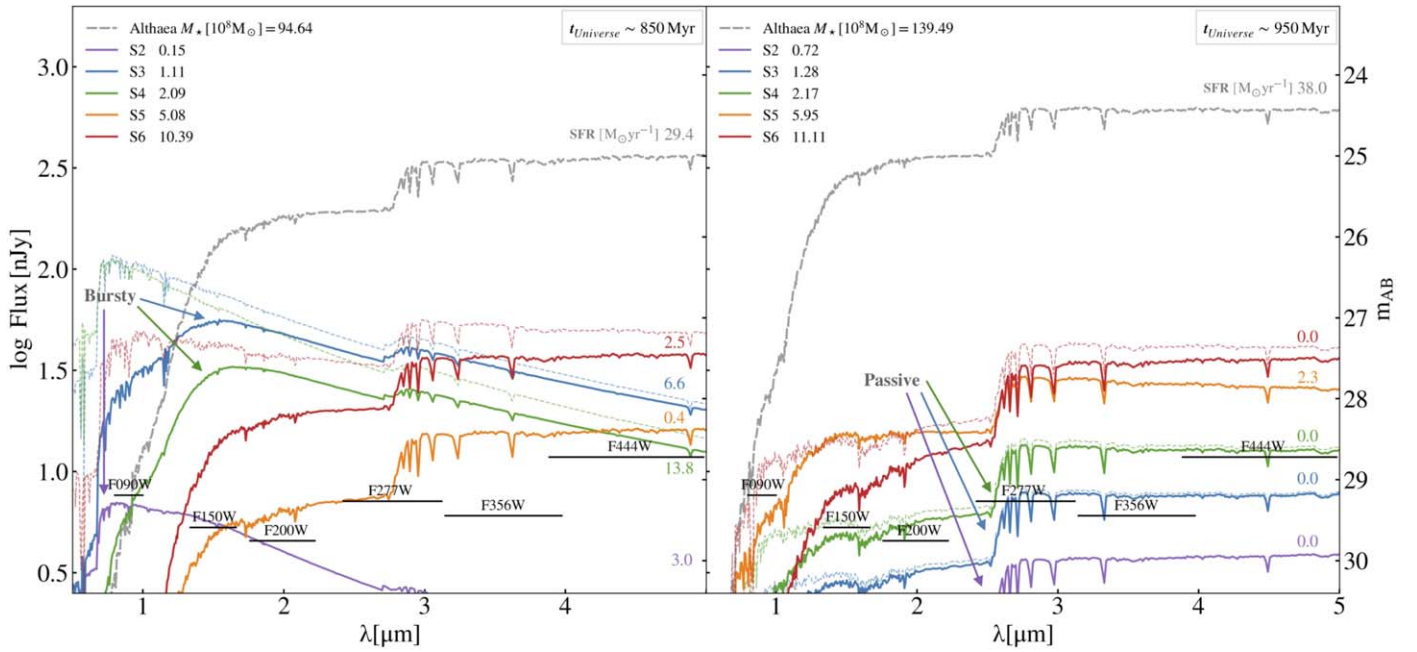 Althaea M⋆ [10⁸M⊙] = 94.64
S2 0.15
S3 1.11
S4 2.09
S5 5.08
S6 10.39
t_Universe ~ 850 Myr
SFR [M⊙yr⁻¹] 29.4
Bursty
2.5
6.6
0.4
13.8
3.0
F090W
F150W
F200W
F277W
F356W
F444W
3.0
2.5
2.0
1.5
1.0
0.5
log Flux [nJy]
1 2 3 4
λ[μm]
Althaea M⋆ [10⁸M⊙] = 139.49
S2 0.72
S3 1.28
S4 2.17
S5 5.95
S6 11.11
t_Universe ~ 950 Myr
SFR [M⊙yr⁻¹] 38.0
Passive
0.0
2.3
0.0
0.0
0.0
F090W
F150W
F200W
F277W
F356W
F444W
24
25
26
27
28
29
30
m_AB
1 2 3 4 5
λ[μm]